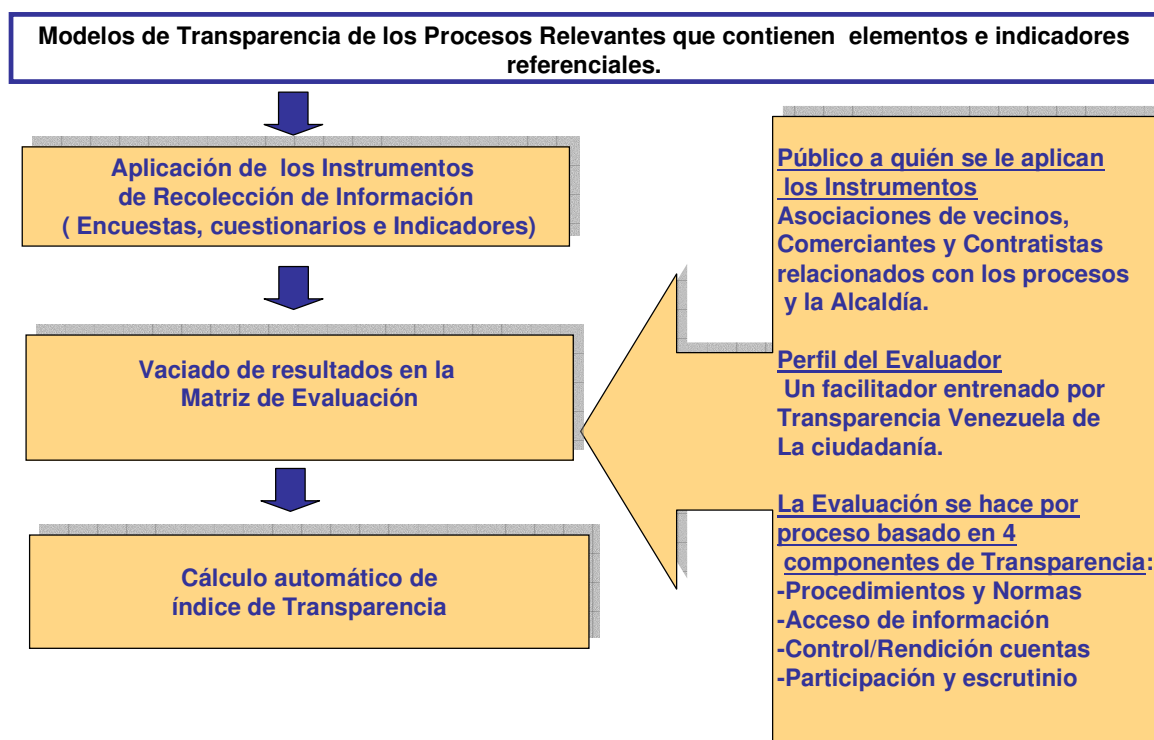 Modelos de Transparencia de los Procesos Relevantes que contienen elementos e indicadores
referenciales.
Aplicación de los Instrumentos
de Recolección de Información
( Encuestas, cuestionarios e Indicadores)
Vaciado de resultados en la
Matriz de Evaluación
Cálculo automático de
índice de Transparencia
Público a quién se le aplican
los Instrumentos
Asociaciones de vecinos,
Comerciantes y Contratistas
relacionados con los procesos
y la Alcaldía.
Perfil del Evaluador
Un facilitador entrenado por
Transparencia Venezuela de
La ciudadanía.
La Evaluación se hace por
proceso basado en 4
componentes de Transparencia:
-Procedimientos y Normas
-Acceso de información
-Control/Rendición cuentas
-Participación y escrutinio